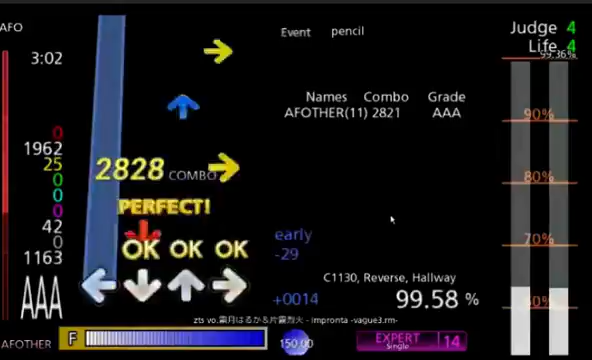 AFO
Event pencil
Judge 4
Life 4
99.36%
3:02
Names Combo Grade
AFOTHER(11) 2821 AAA
90%
0
1962
25
0
0
0
42
0
1163
2828 COMBO
80%
PERFECT!
OK OK OK
early
-29
70%
C1130, Reverse, Hallway
+0014
99.58 %
60%
AAA
AFOTHER
F
150.00
EXPERT
Single
14